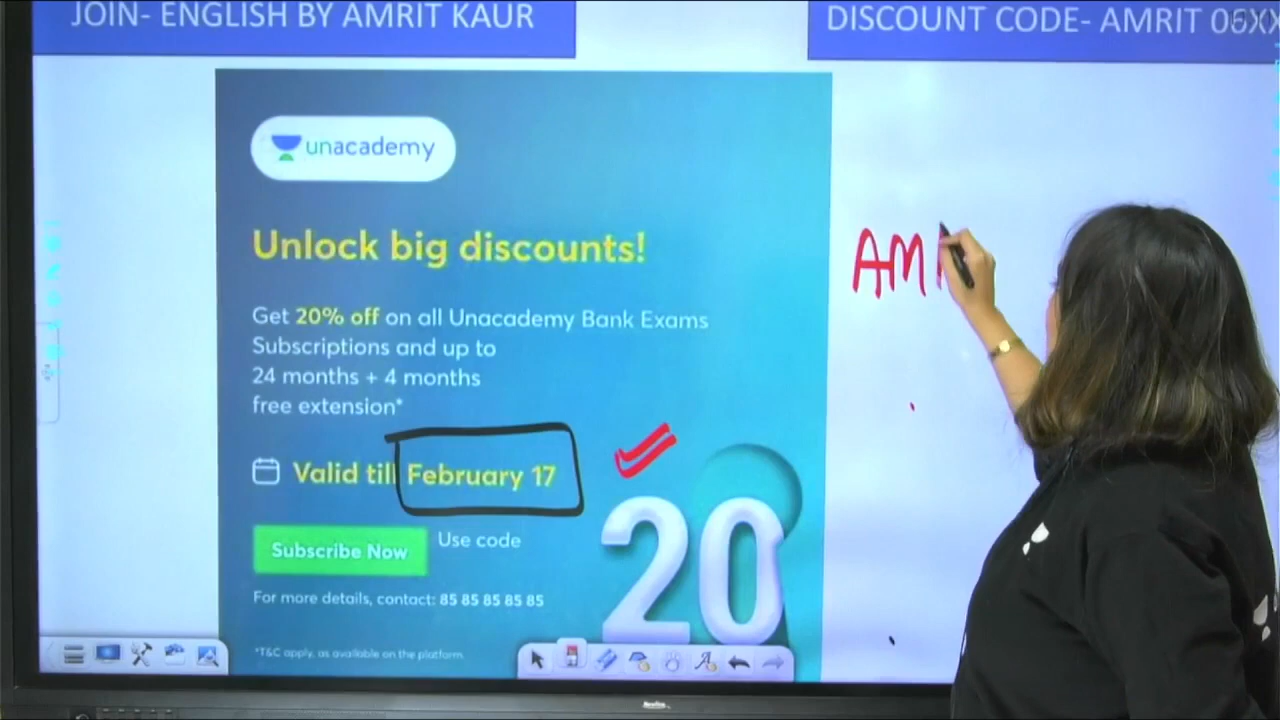 JOIN- ENGLISH BY AMRIT KAUR
DISCOUNT CODE- AMRIT
unacademy
Unlock big discounts!
Get 20% off on all Unacademy Bank Exams
Subscriptions and up to
24 months + 4 months
free extension*
Valid till February 17
Subscribe Now
Use code
For more details, contact: 85 85 85 85 85
*T&C apply, as available on the platform.
20
AM